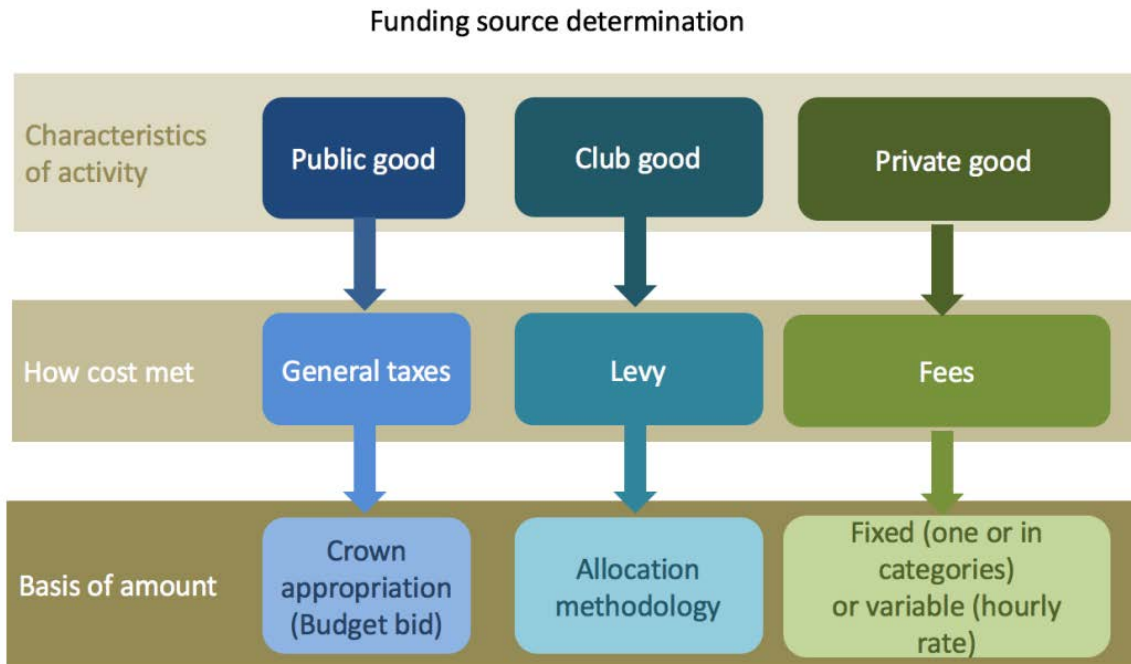 Funding source determination
Characteristics
of activity
Public good
Club good
Private good
How cost met
General taxes
Levy
Fees
Basis of amount
Crown
appropriation
(Budget bid)
Allocation
methodology
Fixed (one or in
categories)
or variable (hourly
rate)